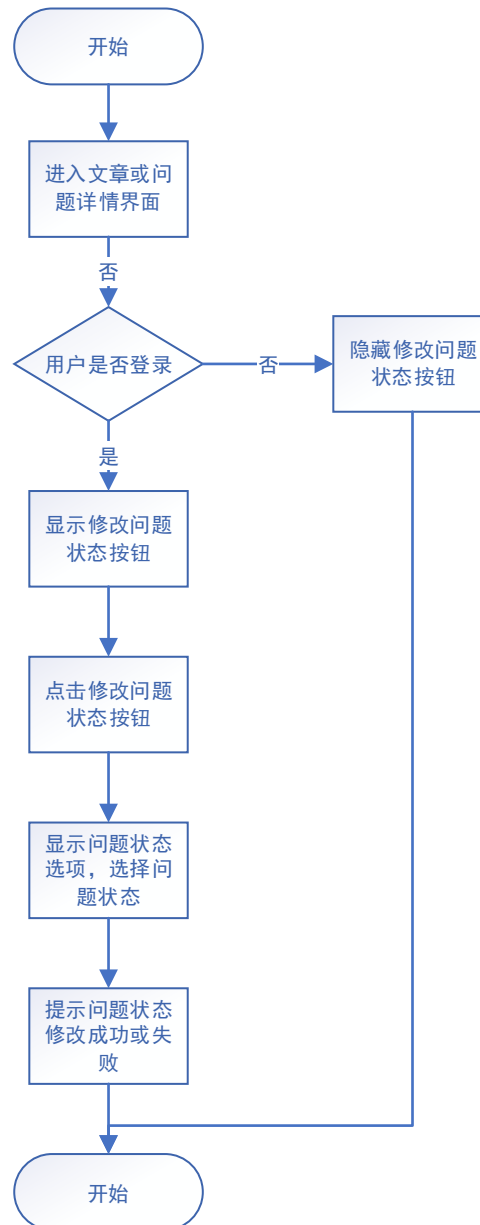 开始
进入文章或问
题详情界面
否
用户是否登录
否
隐藏修改问题
状态按钮
是
显示修改问题
状态按钮
点击修改问题
状态按钮
显示问题状态
选项，选择问
题状态
提示问题状态
修改成功或失
败
开始